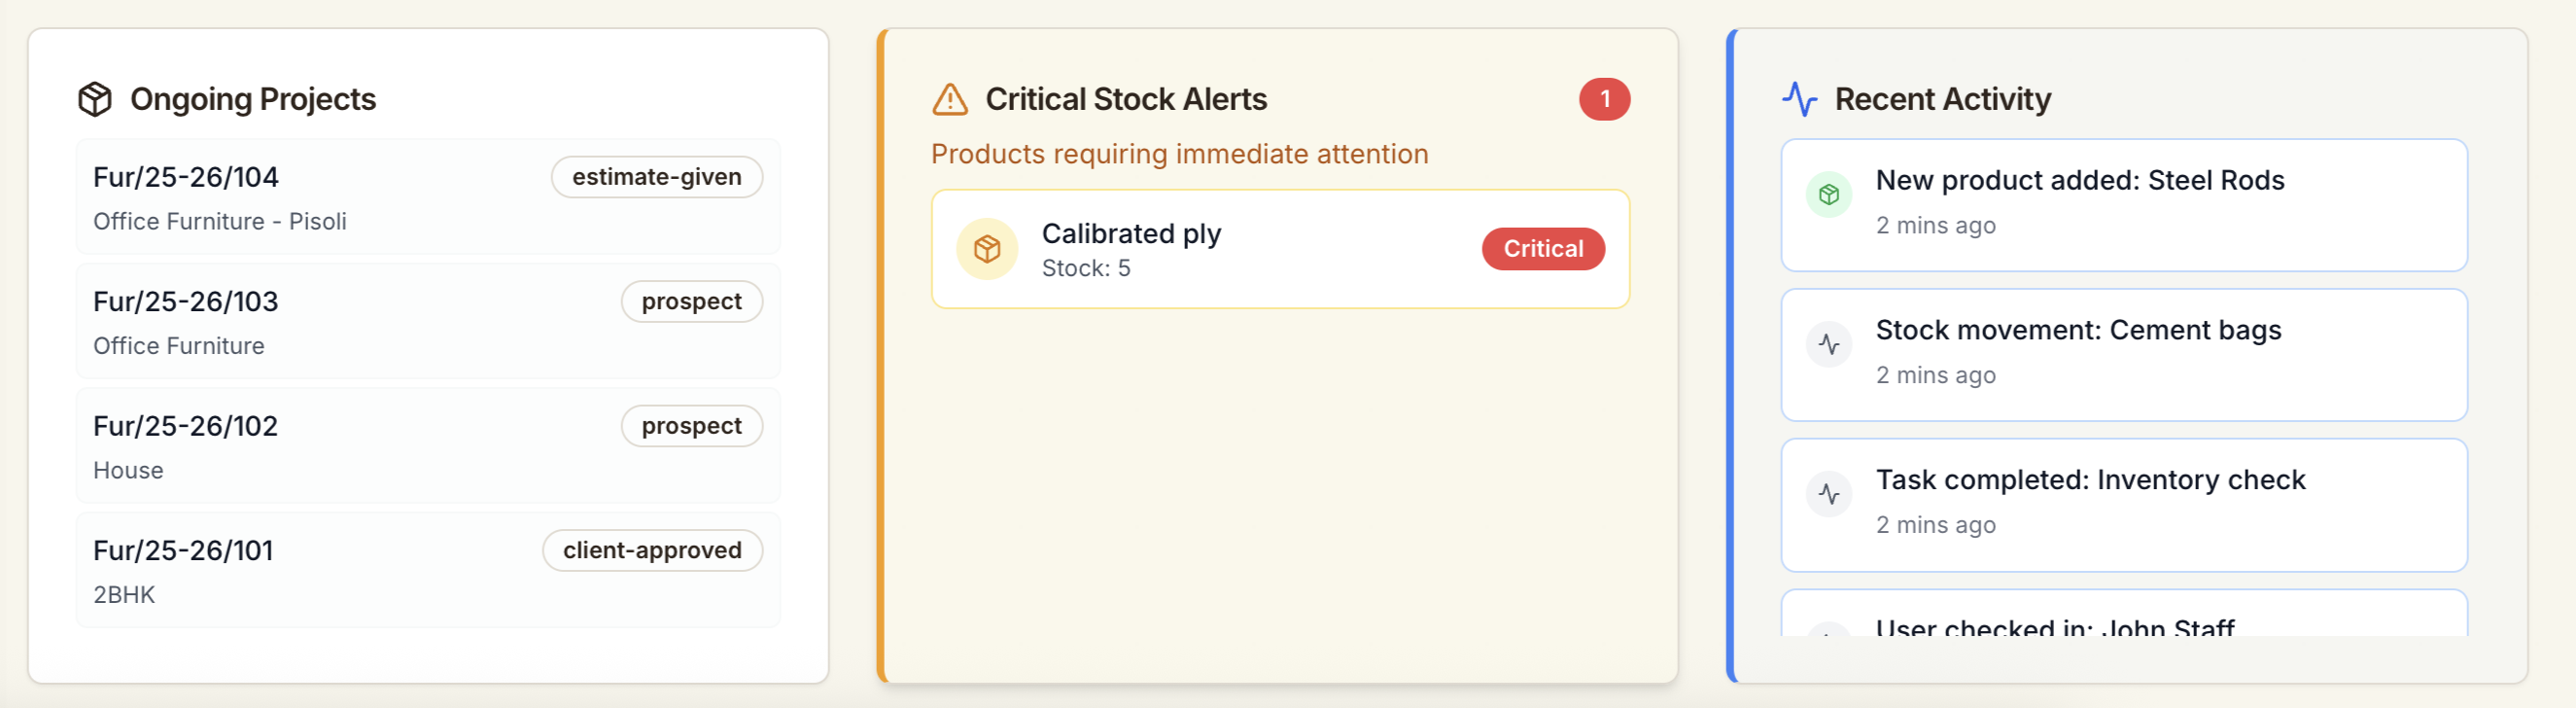 Ongoing Projects
Fur/25-26/104
estimate-given
Office Furniture - Pisoli
Fur/25-26/103
prospect
Office Furniture
Fur/25-26/102
prospect
House
Fur/25-26/101
client-approved
2BHK
Critical Stock Alerts
1
Products requiring immediate attention
Calibrated ply
Stock: 5
Critical
Recent Activity
New product added: Steel Rods
2 mins ago
Stock movement: Cement bags
2 mins ago
Task completed: Inventory check
2 mins ago
User checked in: John Staff